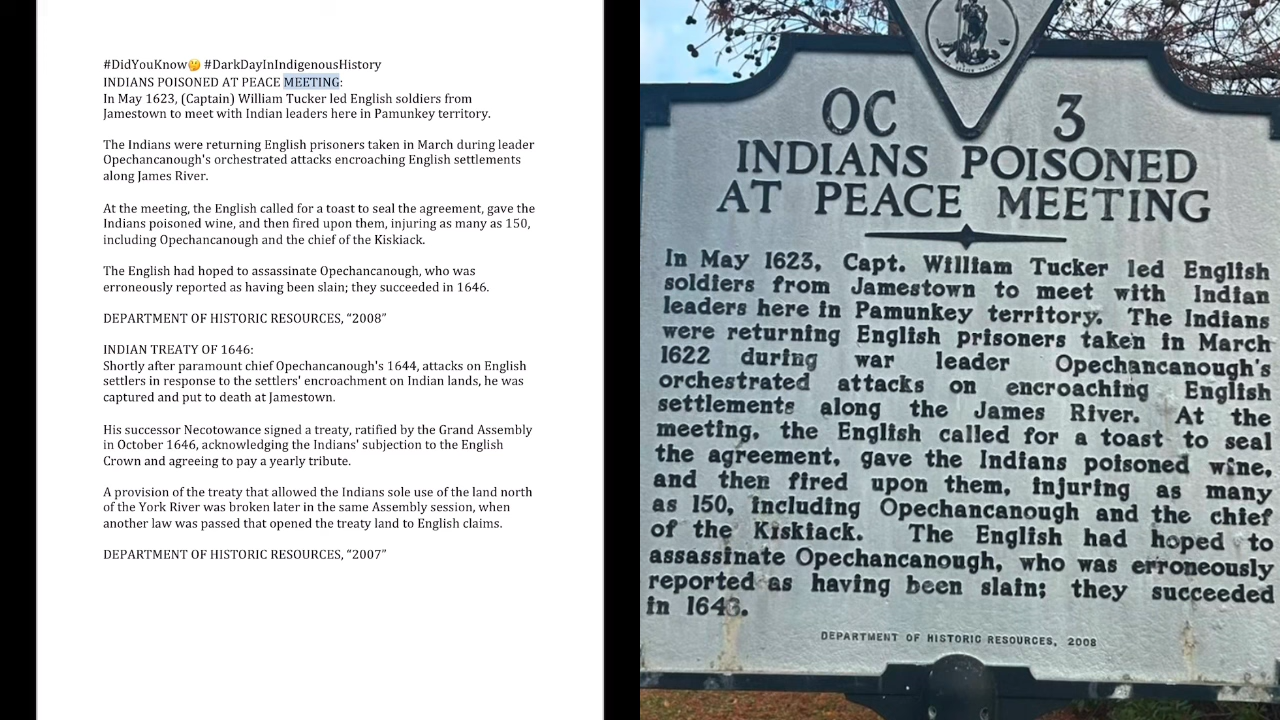 #DidYouKnow🤔 #DarkDayInIndigenousHistory
INDIANS POISONED AT PEACE MEETING:
In May 1623, (Captain) William Tucker led English soldiers from
Jamestown to meet with Indian leaders here in Pamunkey territory.
The Indians were returning English prisoners taken in March during leader
Opechancanough's orchestrated attacks encroaching English settlements
along James River.
At the meeting, the English called for a toast to seal the agreement, gave the
Indians poisoned wine, and then fired upon them, injuring as many as 150,
including Opechancanough and the chief of the Kiskiack.
The English had hoped to assassinate Opechancanough, who was
erroneously reported as having been slain; they succeeded in 1646.
DEPARTMENT OF HISTORIC RESOURCES, “2008”
INDIAN TREATY OF 1646:
Shortly after paramount chief Opechancanough's 1644, attacks on English
settlers in response to the settlers' encroachment on Indian lands, he was
captured and put to death at Jamestown.
His successor Necotowance signed a treaty, ratified by the Grand Assembly
in October 1646, acknowledging the Indians' subjection to the English
Crown and agreeing to pay a yearly tribute.
A provision of the treaty that allowed the Indians sole use of the land north
of the York River was broken later in the same Assembly session, when
another law was passed that opened the treaty land to English claims.
DEPARTMENT OF HISTORIC RESOURCES, “2007”
OC 3
INDIANS POISONED
AT PEACE MEETING
In May 1623, Capt. William Tucker led English
soldiers from Jamestown to meet with Indian
leaders here in Pamunkey territory. The Indians
were returning English prisoners taken in March
1622 during war leader Opechancanough's
orchestrated attacks on encroaching English
settlements along the James River. At the
meeting, the English called for a toast to seal
the agreement, gave the Indians poisoned wine,
and then fired upon them, injuring as many
as 150, including Opechancanough and the chief
of the Kiskiack. The English had hoped to
assassinate Opechancanough, who was erroneously
reported as having been slain; they succeeded
in 1646.
DEPARTMENT OF HISTORIC RESOURCES, 2008